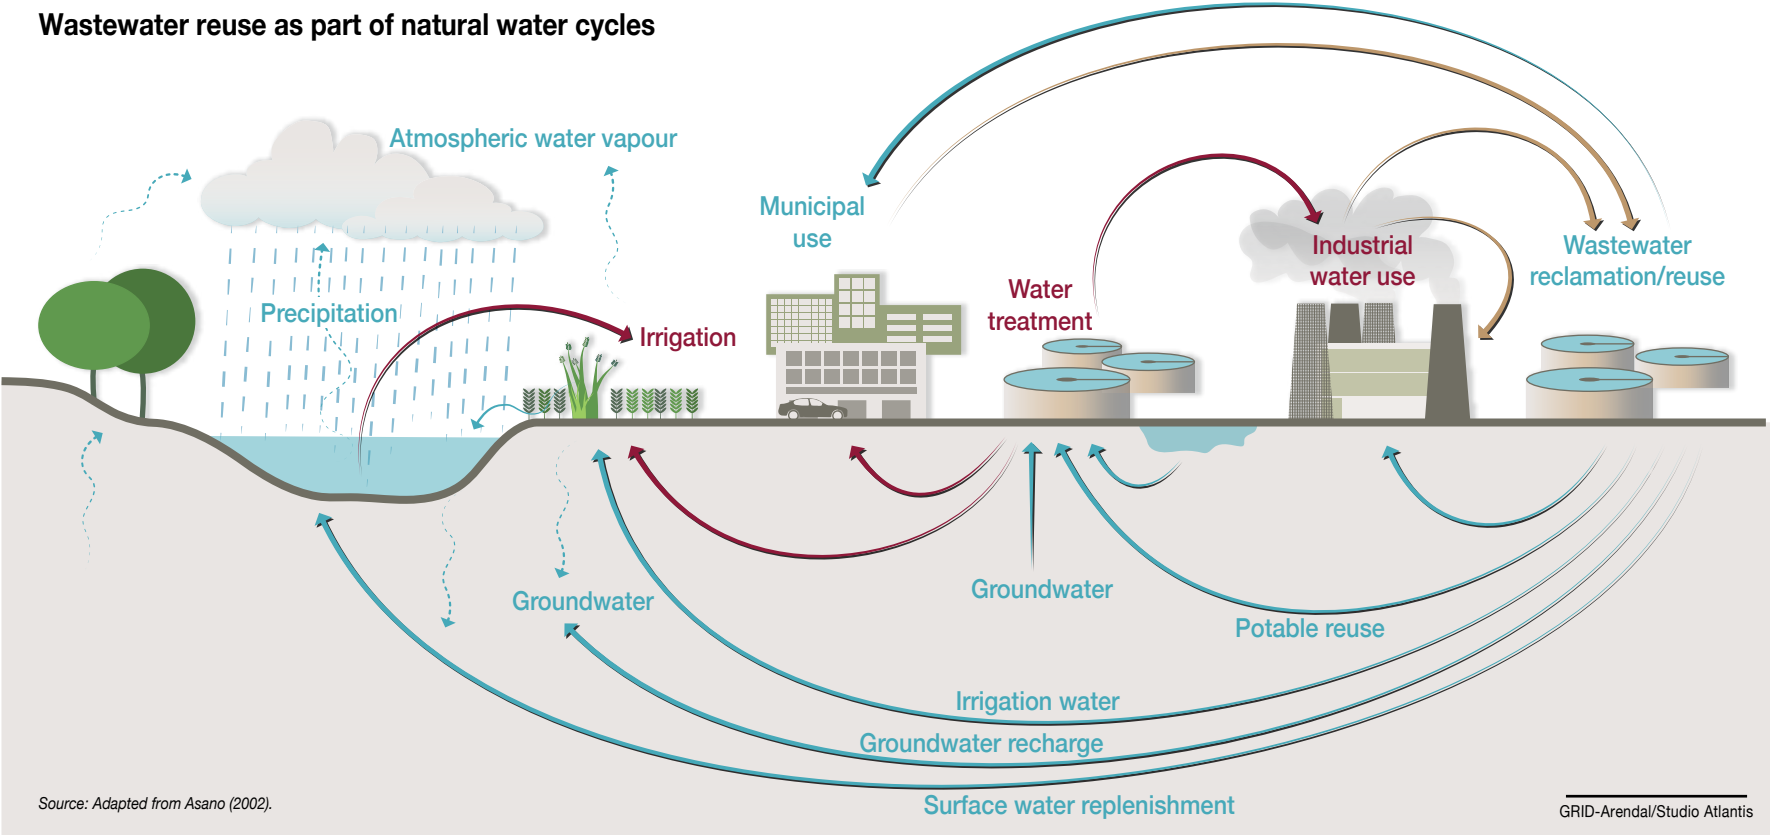 Wastewater reuse as part of natural water cycles
Atmospheric water vapour
Municipal
use
Precipitation
Irrigation
Water
treatment
Industrial
water use
Wastewater
reclamation/reuse
Groundwater
Groundwater
Potable reuse
Irrigation water
Groundwater recharge
Surface water replenishment
Source: Adapted from Asano (2002).
GRID-Arendal/Studio Atlantis